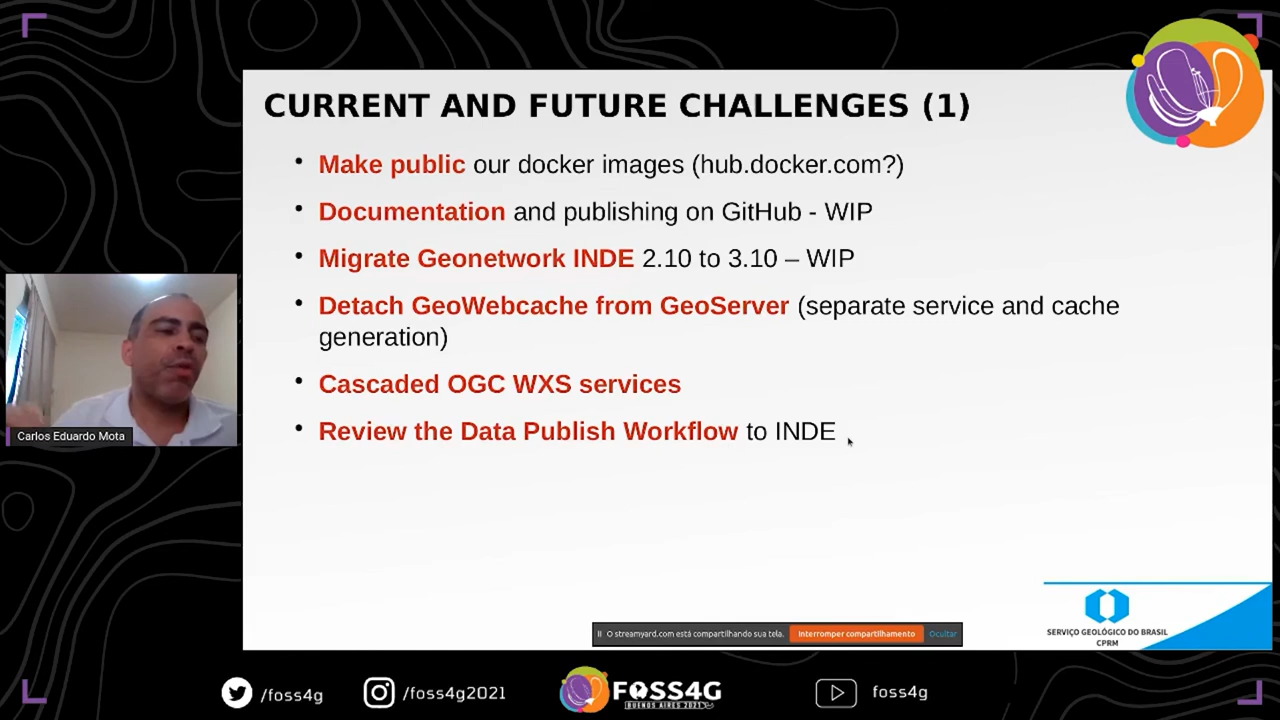 CURRENT AND FUTURE CHALLENGES (1)
• Make public our docker images (hub.docker.com?)
• Documentation and publishing on GitHub - WIP
• Migrate Geonetwork INDE 2.10 to 3.10 – WIP
• Detach GeoWebcache from GeoServer (separate service and cache
generation)
• Cascaded OGC WXS services
• Review the Data Publish Workflow to INDE
Carlos Eduardo Mota
O streamyard.com está compartilhando sua tela. Interromper compartilhamento Ocultar
SERVIÇO GEOLÓGICO DO BRASIL
CPRM
/foss4g
/foss4g2021
FOSS4G
BUENOS AIRES 2021
foss4g